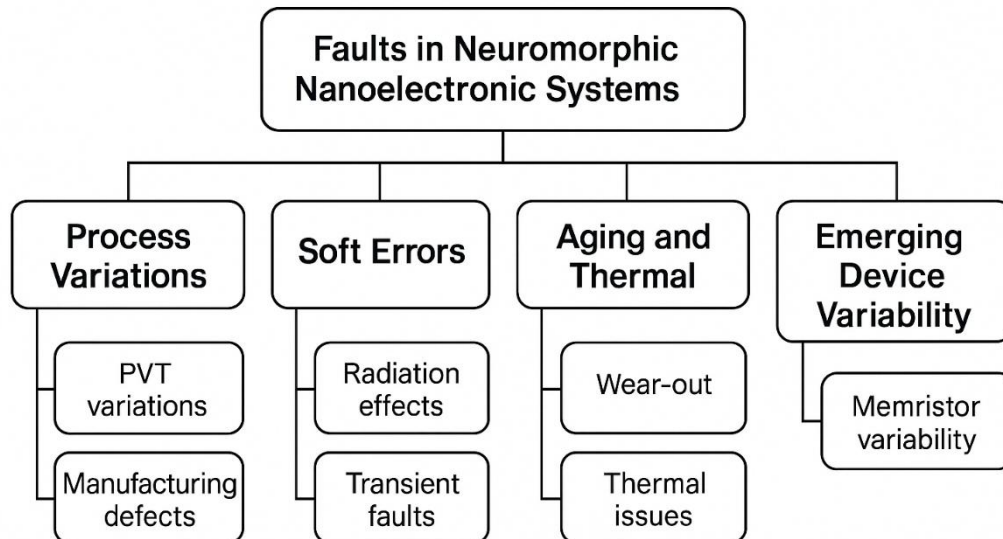 Faults in Neuromorphic
Nanoelectronic Systems
Process
Variations
PVT
variations
Manufacturing
defects
Soft Errors
Radiation
effects
Transient
faults
Aging and
Thermal
Wear-out
Thermal
issues
Emerging
Device
Variability
Memristor
variability